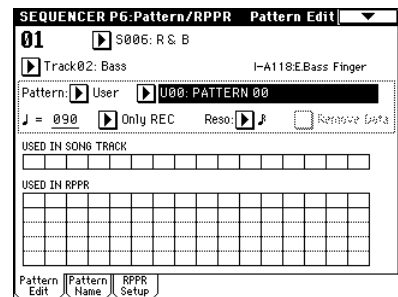 SEQUENCER P6:Pattern/RPPR Pattern Edit
01 S006: R & B
Track02: Bass I-A118:E.Bass Finger
Pattern: User U00: PATTERN 00
♩ = 090 Only REC Reso: ♪ Remove Data
USED IN SONG TRACK
USED IN RPPR
Pattern Edit Pattern Name RPPR Setup